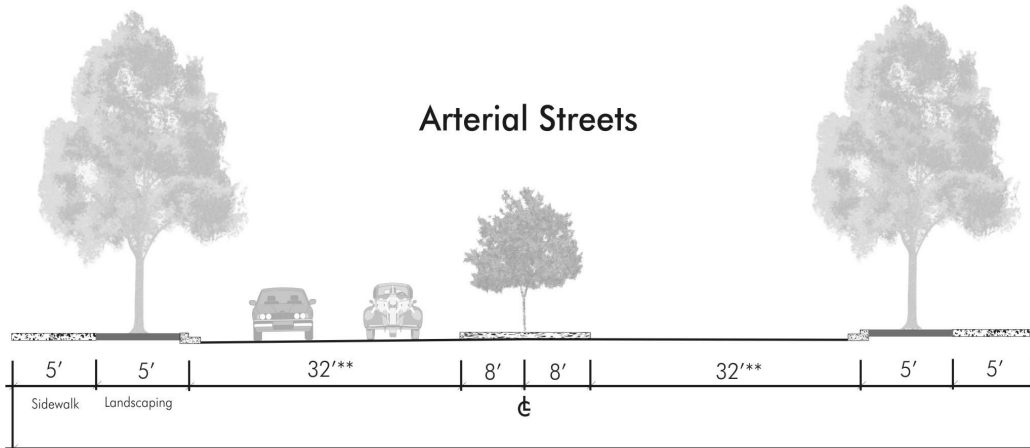 Arterial Streets
5' 5' 32'** 8' 8' 32'** 5' 5'
Sidewalk Landscaping ℄